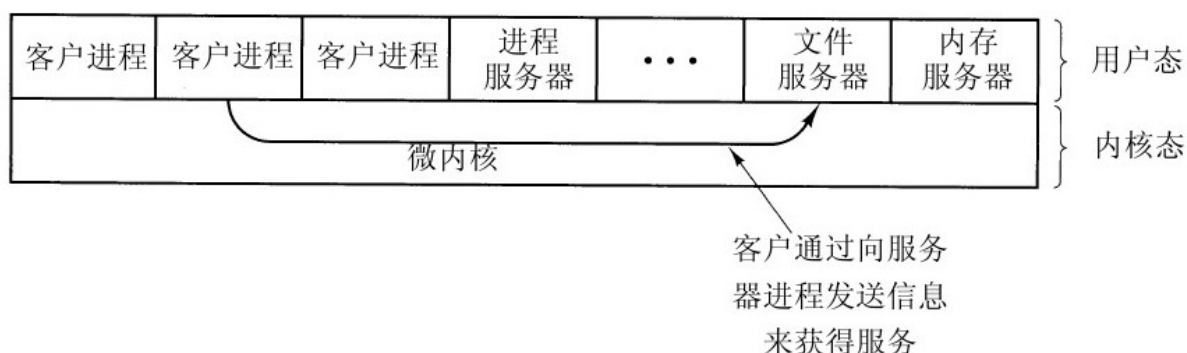 客户进程 客户进程 客户进程 进程 ••• 文件 内存 用户态
服务器 服务器 服务器
微内核 内核态
客户通过向服务
器进程发送信息
来获得服务